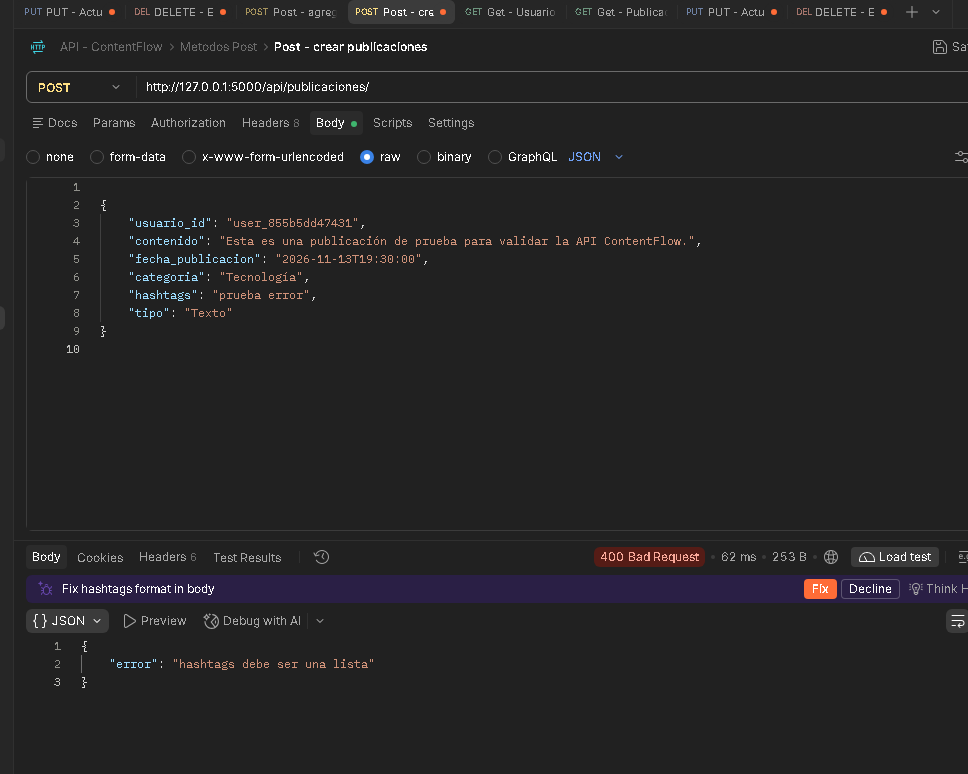 PUT PUT - Actu DEL DELETE - E POST Post - agre POST Post - cre GET Get - Usuario GET Get - Publica PUT PUT - Actu DEL DELETE - E
HTTP API - ContentFlow > Metodos Post > Post - crear publicaciones Sa
POST http://127.0.0.1:5000/api/publicaciones/
Docs Params Authorization Headers 8 Body Scripts Settings
none form-data x-www-form-urlencoded raw binary GraphQL JSON
1
2 {
3 "usuario_id": "user_855b5dd47431",
4 "contenido": "Esta es una publicación de prueba para validar la API ContentFlow.",
5 "fecha_publicacion": "2026-11-13T19:30:00",
6 "categoria": "Tecnología",
7 "hashtags": "prueba error",
8 "tipo": "Texto"
9 }
10
Body Cookies Headers 6 Test Results 400 Bad Request • 62 ms • 253 B Load test e.g
Fix hashtags format in body Fix Decline Think H
{} JSON Preview Debug with AI
1 {
2 "error": "hashtags debe ser una lista"
3 }